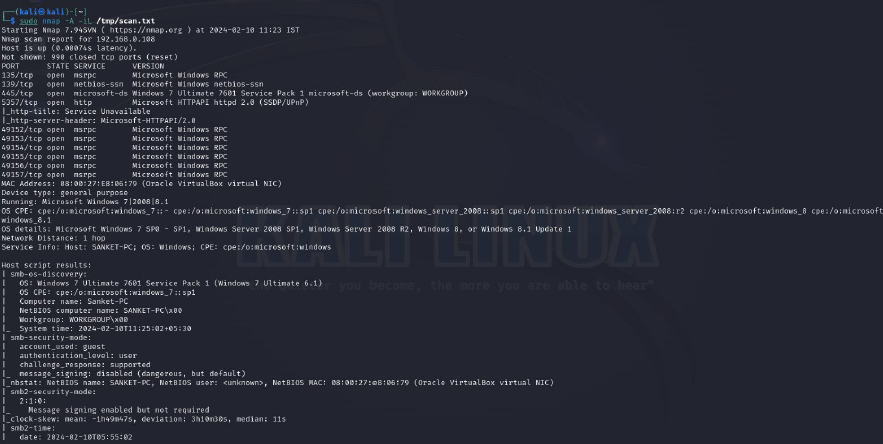 ┌──(kali㉿kali)-[~]
└─$ sudo nmap -A -iL /tmp/scan.txt
Starting Nmap 7.94SVN ( https://nmap.org ) at 2024-02-10 11:23 IST
Nmap scan report for 192.168.0.108
Host is up (0.00074s latency).
Not shown: 990 closed tcp ports (reset)
PORT      STATE SERVICE      VERSION
135/tcp   open  msrpc        Microsoft Windows RPC
139/tcp   open  netbios-ssn  Microsoft Windows netbios-ssn
445/tcp   open  microsoft-ds Windows 7 Ultimate 7601 Service Pack 1 microsoft-ds (workgroup: WORKGROUP)
5357/tcp  open  http         Microsoft HTTPAPI httpd 2.0 (SSDP/UPnP)
|_http-title: Service Unavailable
|_http-server-header: Microsoft-HTTPAPI/2.0
49152/tcp open  msrpc        Microsoft Windows RPC
49153/tcp open  msrpc        Microsoft Windows RPC
49154/tcp open  msrpc        Microsoft Windows RPC
49155/tcp open  msrpc        Microsoft Windows RPC
49156/tcp open  msrpc        Microsoft Windows RPC
49157/tcp open  msrpc        Microsoft Windows RPC
MAC Address: 08:00:27:E8:06:79 (Oracle VirtualBox virtual NIC)
Device type: general purpose
Running: Microsoft Windows 7|2008|8.1
OS CPE: cpe:/o:microsoft:windows_7::- cpe:/o:microsoft:windows_7::sp1 cpe:/o:microsoft:windows_server_2008::sp1 cpe:/o:microsoft:windows_server_2008:r2 cpe:/o:microsoft:windows_8 cpe:/o:microsoft
windows_8.1
OS details: Microsoft Windows 7 SP0 - SP1, Windows Server 2008 SP1, Windows Server 2008 R2, Windows 8, or Windows 8.1 Update 1
Network Distance: 1 hop
Service Info: Host: SANKET-PC; OS: Windows; CPE: cpe:/o:microsoft:windows
KALI LINUX
Host script results:
| smb-os-discovery:
|   OS: Windows 7 Ultimate 7601 Service Pack 1 (Windows 7 Ultimate 6.1)
you become, the more you are able to hear"
|   OS CPE: cpe:/o:microsoft:windows_7::sp1
|   Computer name: Sanket-PC
|   NetBIOS computer name: SANKET-PC\x00
|   Workgroup: WORKGROUP\x00
|_  System time: 2024-02-10T11:25:02+05:30
| smb-security-mode:
|   account_used: guest
|   authentication_level: user
|   challenge_response: supported
|_  message_signing: disabled (dangerous, but default)
|_nbstat: NetBIOS name: SANKET-PC, NetBIOS user: <unknown>, NetBIOS MAC: 08:00:27:e8:06:79 (Oracle VirtualBox virtual NIC)
| smb2-security-mode:
|   2:1:0:
|_    Message signing enabled but not required
|_clock-skew: mean: -1h49m47s, deviation: 3h10m30s, median: 11s
| smb2-time:
|   date: 2024-02-10T05:55:02